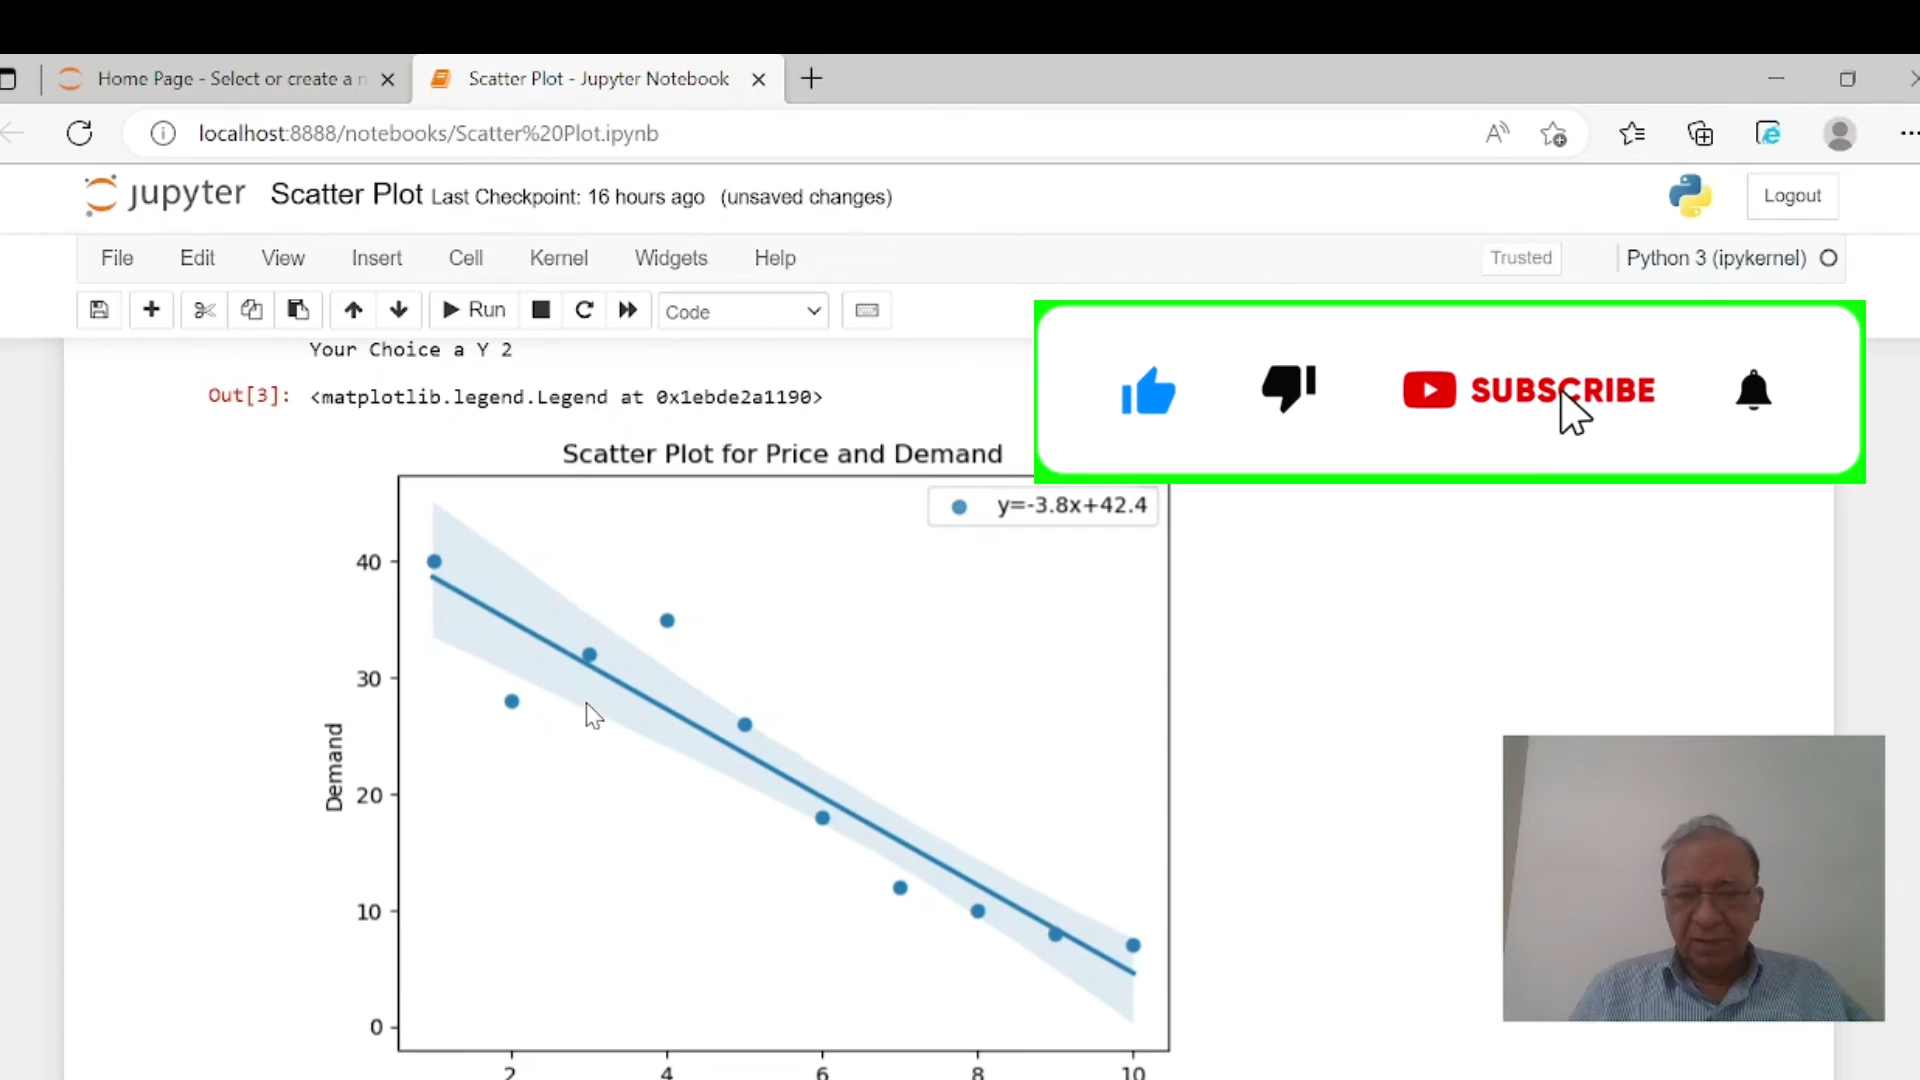 Home Page - Select or create a n
Scatter Plot - Jupyter Notebook
localhost:8888/notebooks/Scatter%20Plot.ipynb
jupyter Scatter Plot Last Checkpoint: 16 hours ago (unsaved changes)
Logout
File Edit View Insert Cell Kernel Widgets Help
Trusted
Python 3 (ipykernel)
Run
Code
Your Choice a Y 2
Out[3]: <matplotlib.legend.Legend at 0x1ebde2a1190>
SUBSCRIBE
Scatter Plot for Price and Demand
y=-3.8x+42.4
40
30
20
10
0
Demand
2 4 6 8 10